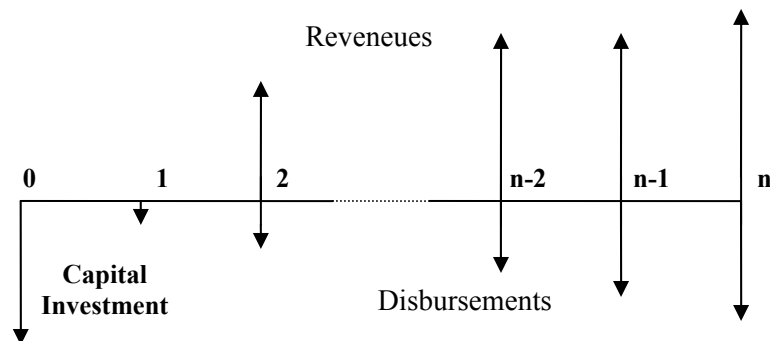 Reveneues
0 1 2 n-2 n-1 n
Capital
Investment
Disbursements